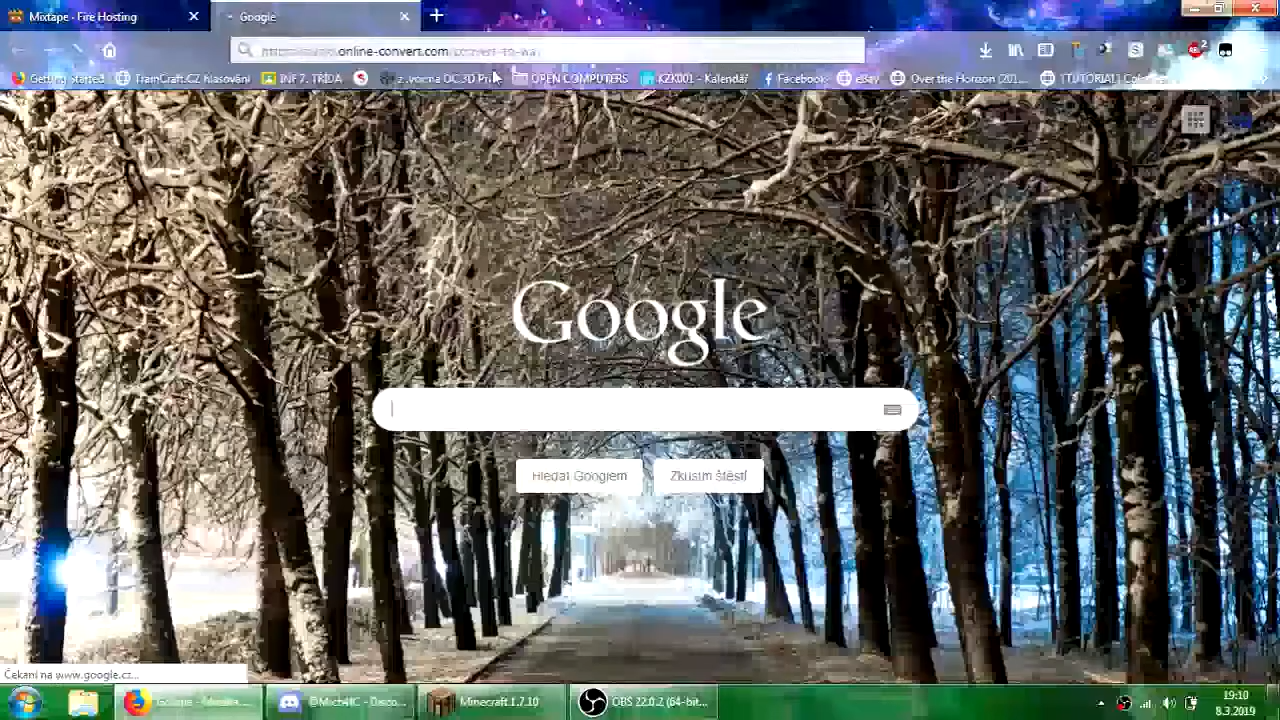 Mixtape - Fire Hosting
Google
online-convert.com
Getting Started
TrainCraft.CZ hlasování
INF 7. TŘÍDA
OPEN COMPUTERS
KZK001 - Kalendář
Facebook
eBay
Over the Horizon (201...
Google
Hledat Googlem
Zkusím štěstí
Čekání na www.google.cz...
Minecraft 1.7.10
OBS 22.0.2 (64-bit...
19:10
8.3.2019